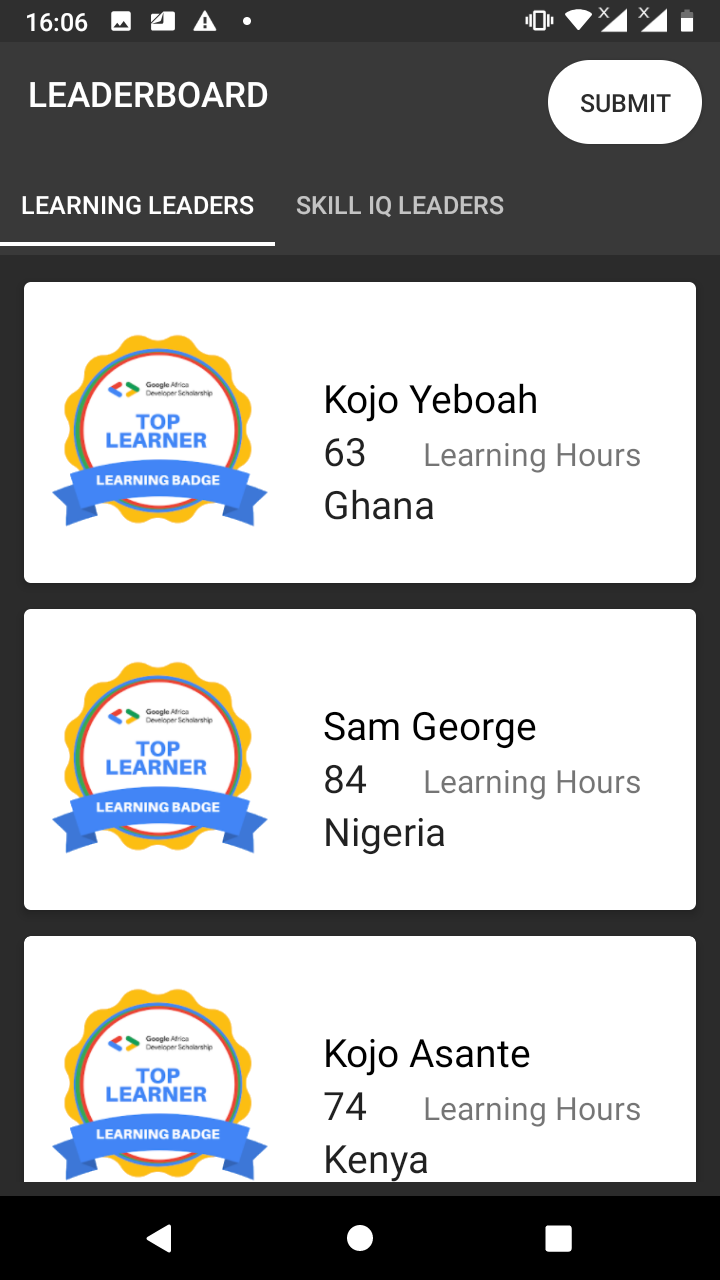 16:06
LEADERBOARD
SUBMIT
LEARNING LEADERS
SKILL IQ LEADERS
Google Africa
Developer Scholarship
TOP
LEARNER
LEARNING BADGE
Kojo Yeboah
63 Learning Hours
Ghana
Google Africa
Developer Scholarship
TOP
LEARNER
LEARNING BADGE
Sam George
84 Learning Hours
Nigeria
Google Africa
Developer Scholarship
TOP
LEARNER
LEARNING BADGE
Kojo Asante
74 Learning Hours
Kenya